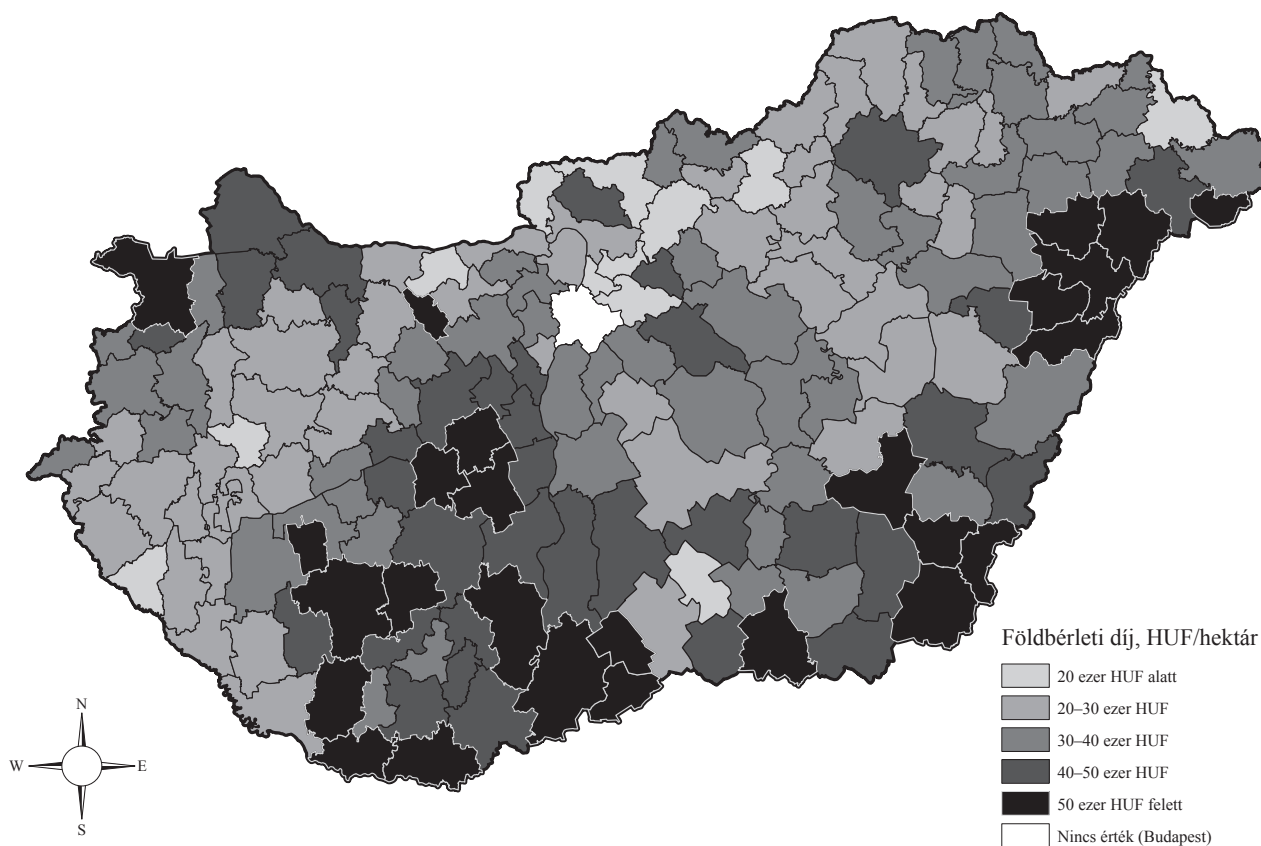 Földbérleti díj, HUF/hektár
20 ezer HUF alatt
20–30 ezer HUF
30–40 ezer HUF
40–50 ezer HUF
50 ezer HUF felett
Nincs érték (Budapest)
N
W
E
S